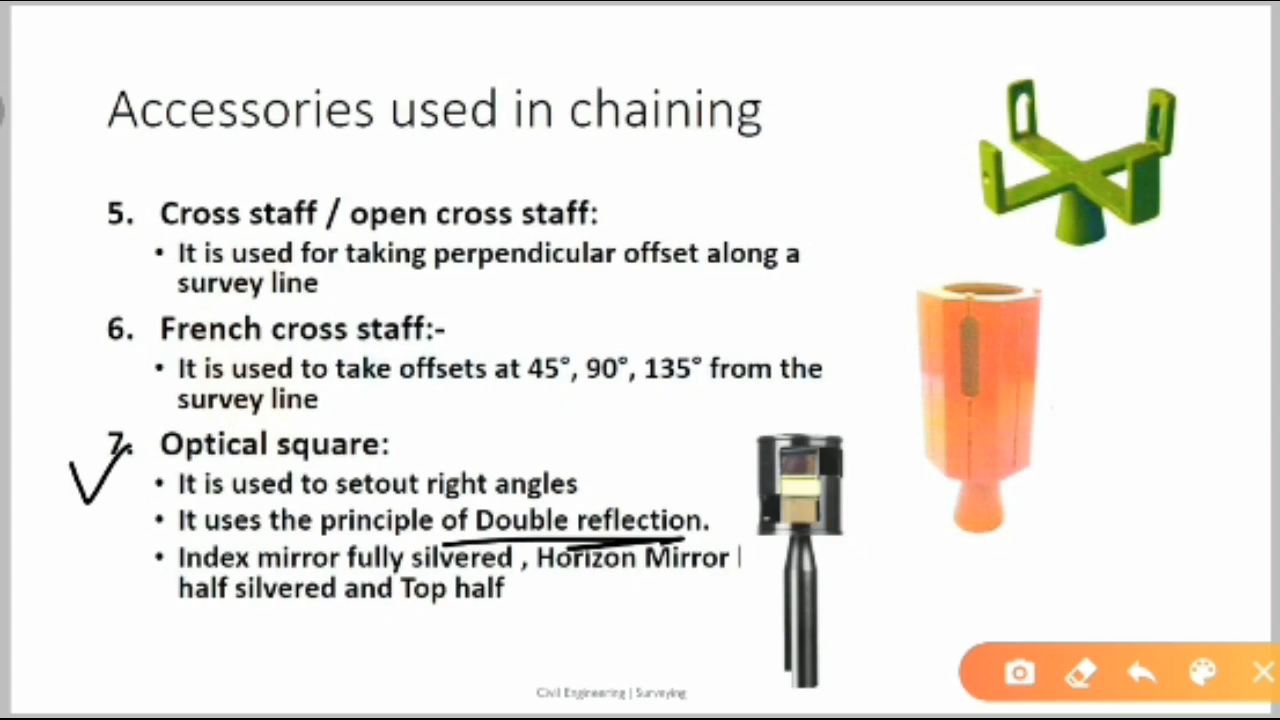 Accessories used in chaining
5. Cross staff / open cross staff:
• It is used for taking perpendicular offset along a
survey line
6. French cross staff:-
• It is used to take offsets at 45°, 90°, 135° from the
survey line
7. Optical square:
• It is used to setout right angles
• It uses the principle of Double reflection.
• Index mirror fully silvered , Horizon Mirror
half silvered and Top half
Civil Engineering | Surveying